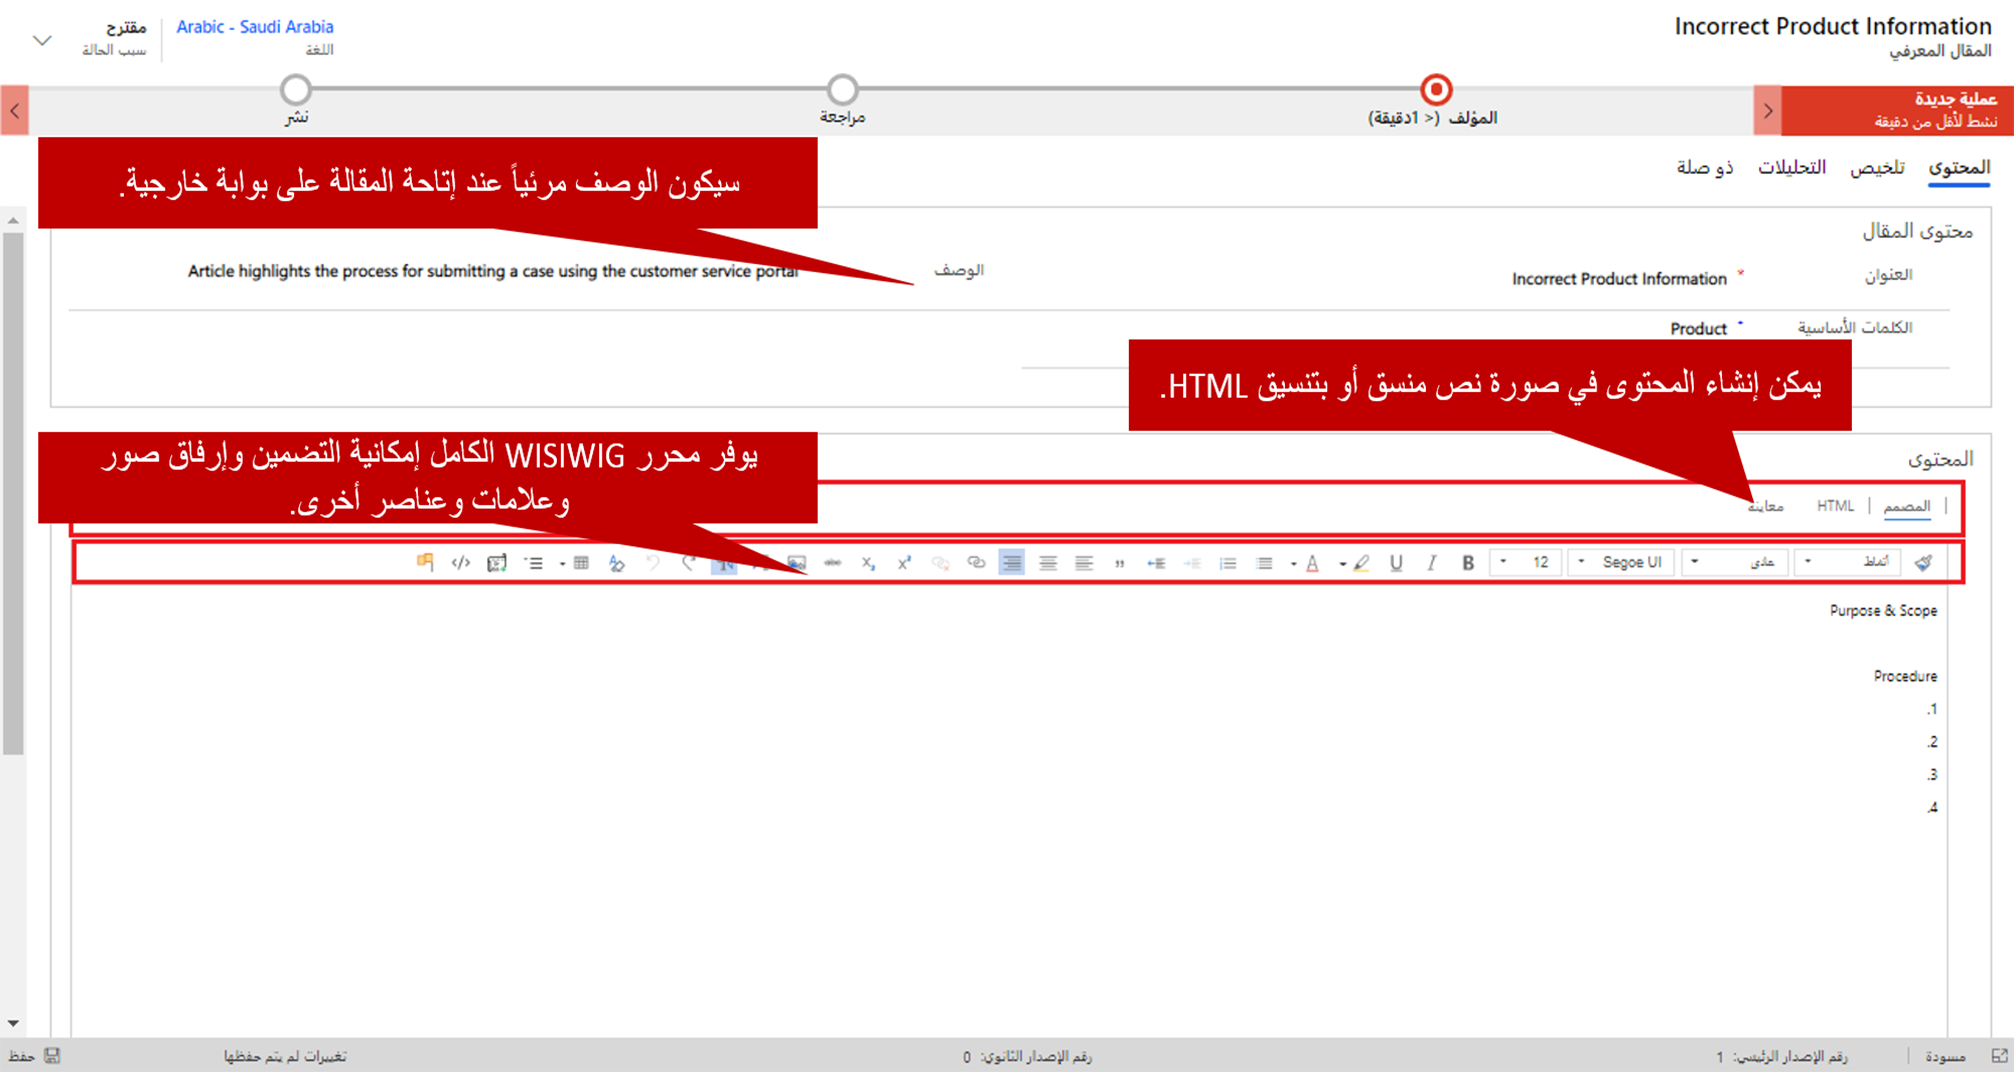 Incorrect Product Information
المقال المعرفي
Arabic - Saudi Arabia
اللغة
مقترح
سبب الحالة
عملية جديدة
نشط لأقل من دقيقة
المؤلف (< 1دقيقة)
مراجعة
نشر
المحتوى
تلخيص
التحليلات
ذو صلة
سيكون الوصف مرئياً عند إتاحة المقالة على بوابة خارجية.
محتوى المقال
العنوان
* Incorrect Product Information
الوصف
Article highlights the process for submitting a case using the customer service portal
الكلمات الأساسية
Product
يمكن إنشاء المحتوى في صورة نص منسق أو بتنسيق HTML.
يوفر محرر WISIWIG الكامل إمكانية التضمين وإرفاق صور
وعلامات وعناصر أخرى.
المحتوى
المصمم | HTML
معاينة
أنماط
عادي
Segoe UI
12
Purpose & Scope
Procedure
.1
.2
.3
.4
مسودة
رقم الإصدار الرئيسي: 1
رقم الإصدار الثانوي: 0
تغييرات لم يتم حفظها
حفظ